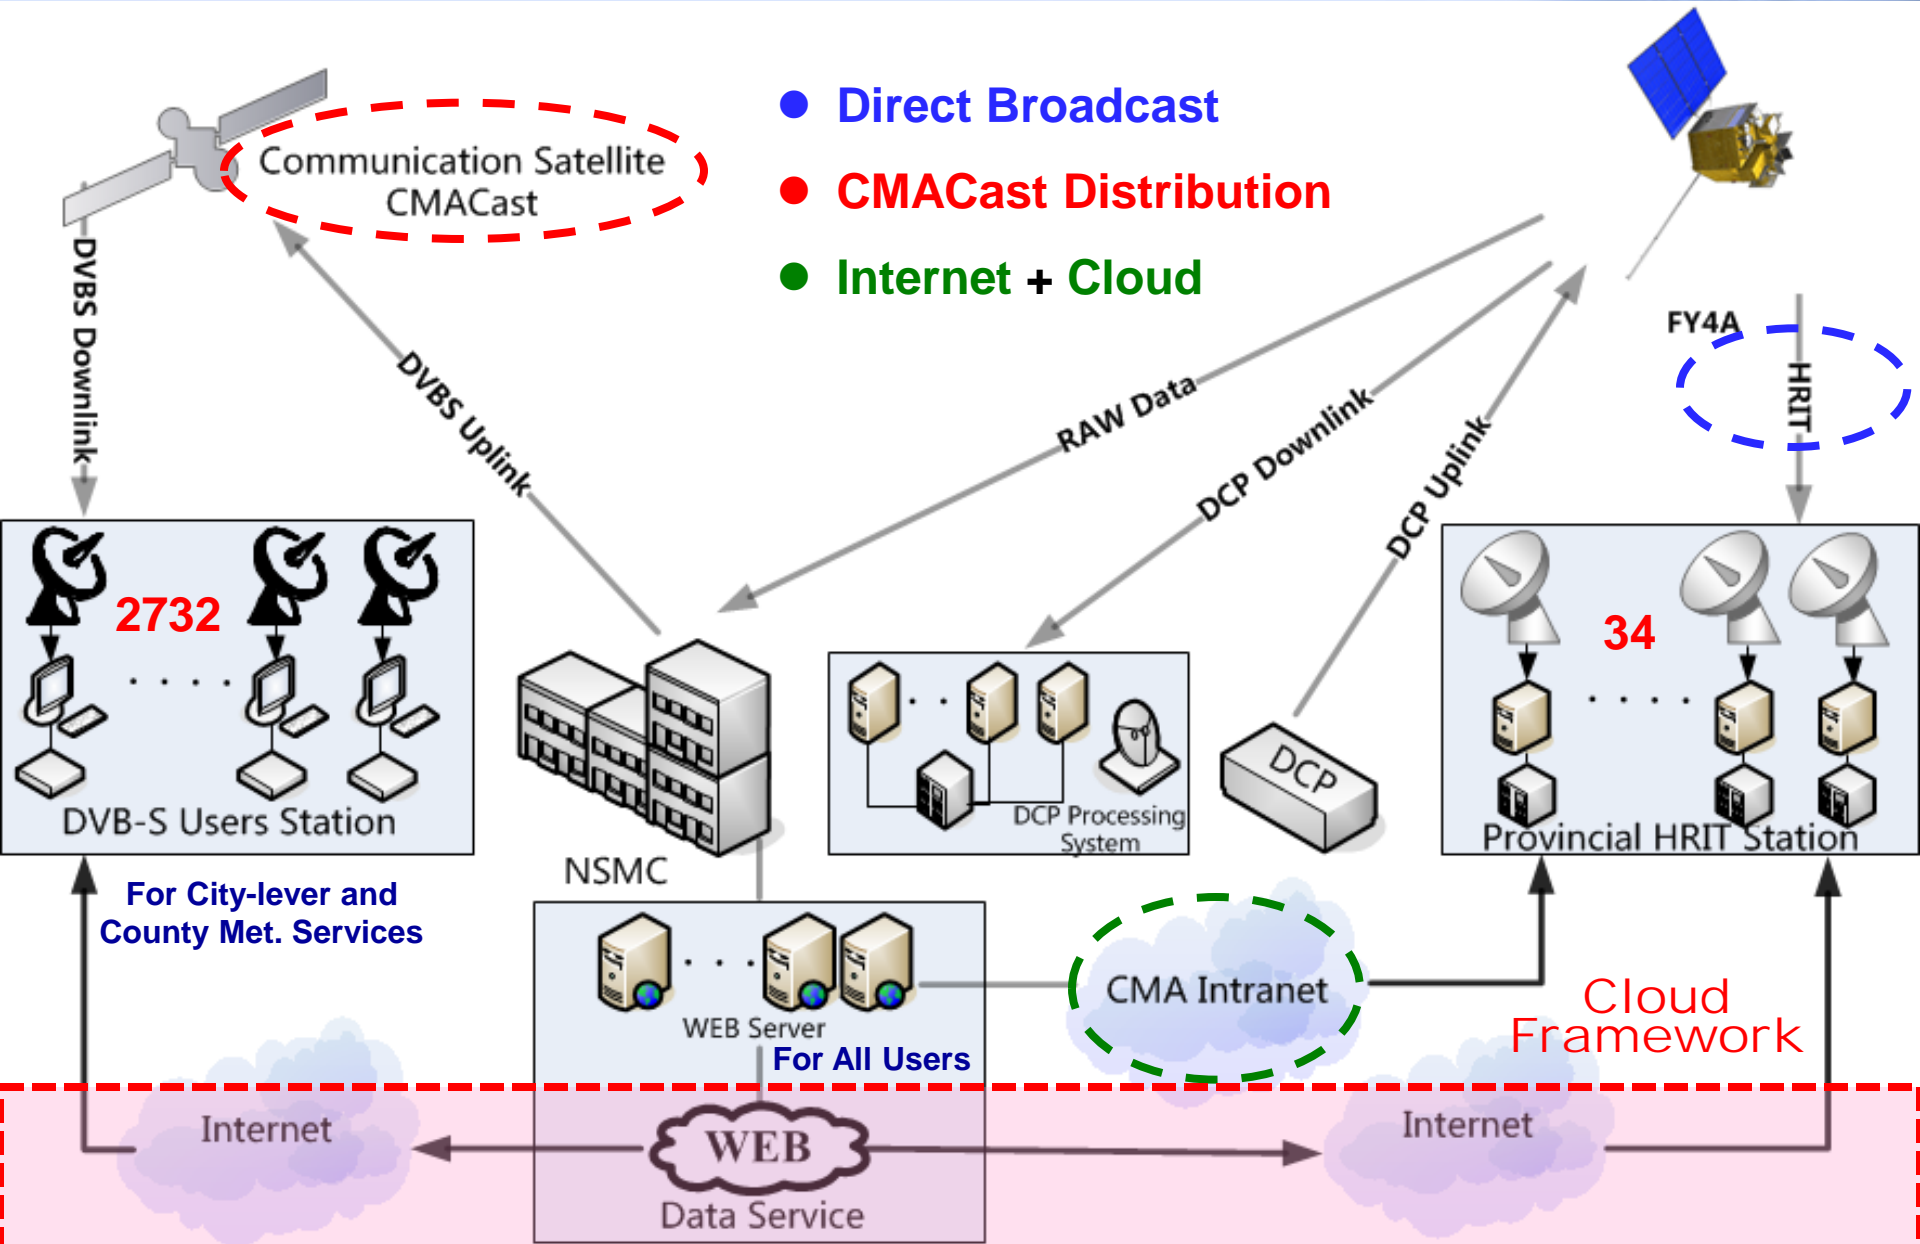 Direct Broadcast
CMACast Distribution
Internet + Cloud
Communication Satellite
CMACast
DVBS Downlink
DVBS Uplink
RAW Data
DCP Downlink
DCP Uplink
FY4A
HRIT
2732
DVB-S Users Station
For City-lever and
County Met. Services
NSMC
DCP Processing
System
DCP
34
Provincial HRIT Station
WEB Server
For All Users
CMA Intranet
Cloud
Framework
Internet
WEB
Data Service
Internet